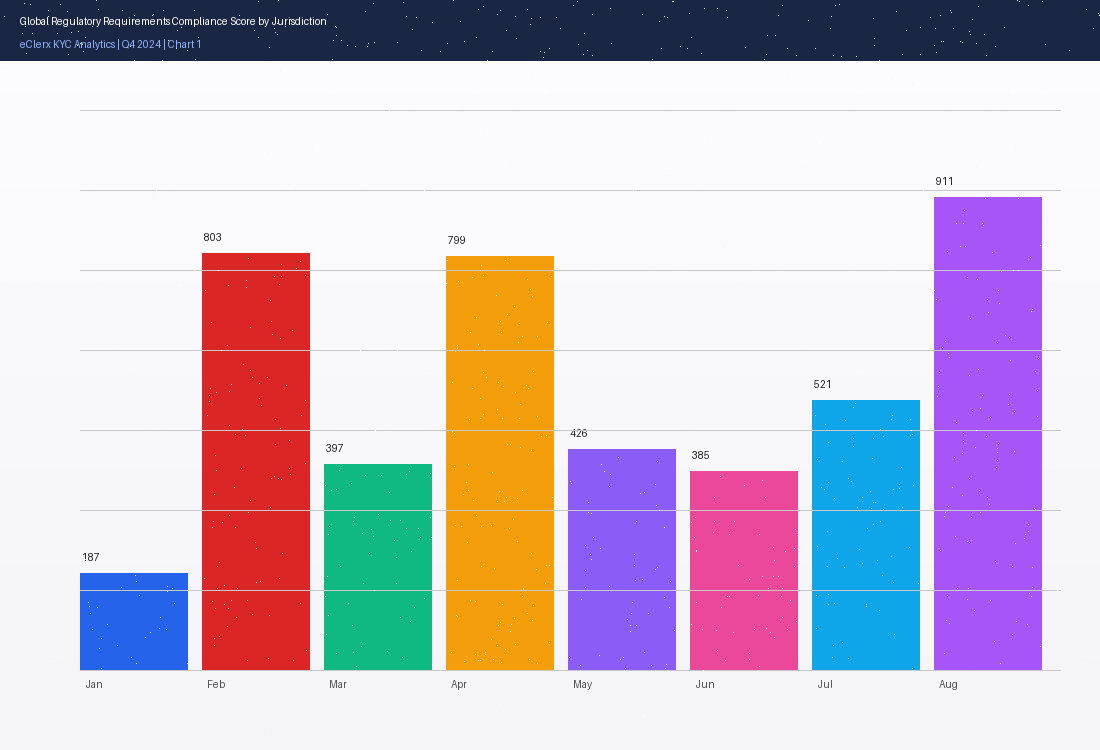 Global Regulatory Requirements Compliance Score by Jurisdiction
eClerx KYC Analytics | Q4 2024 | Chart 1
911
803
799
521
426
397
385
187
Jan Feb Mar Apr May Jun Jul Aug